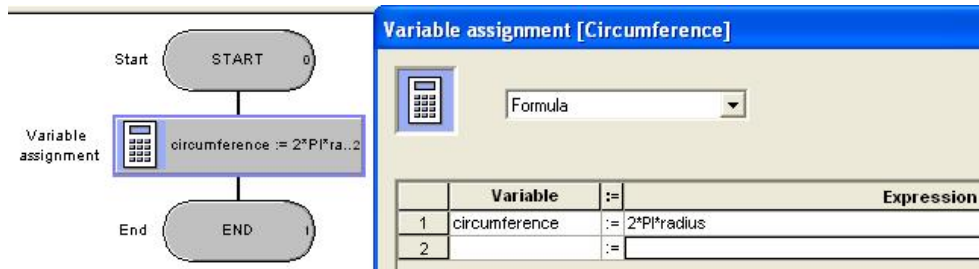 Start
START 0
Variable
assignment
circumference := 2*PI*ra..2
End
END 1
Variable assignment [Circumference]
Formula
Variable := Expression
1 circumference := 2*PI*radius
2 :=